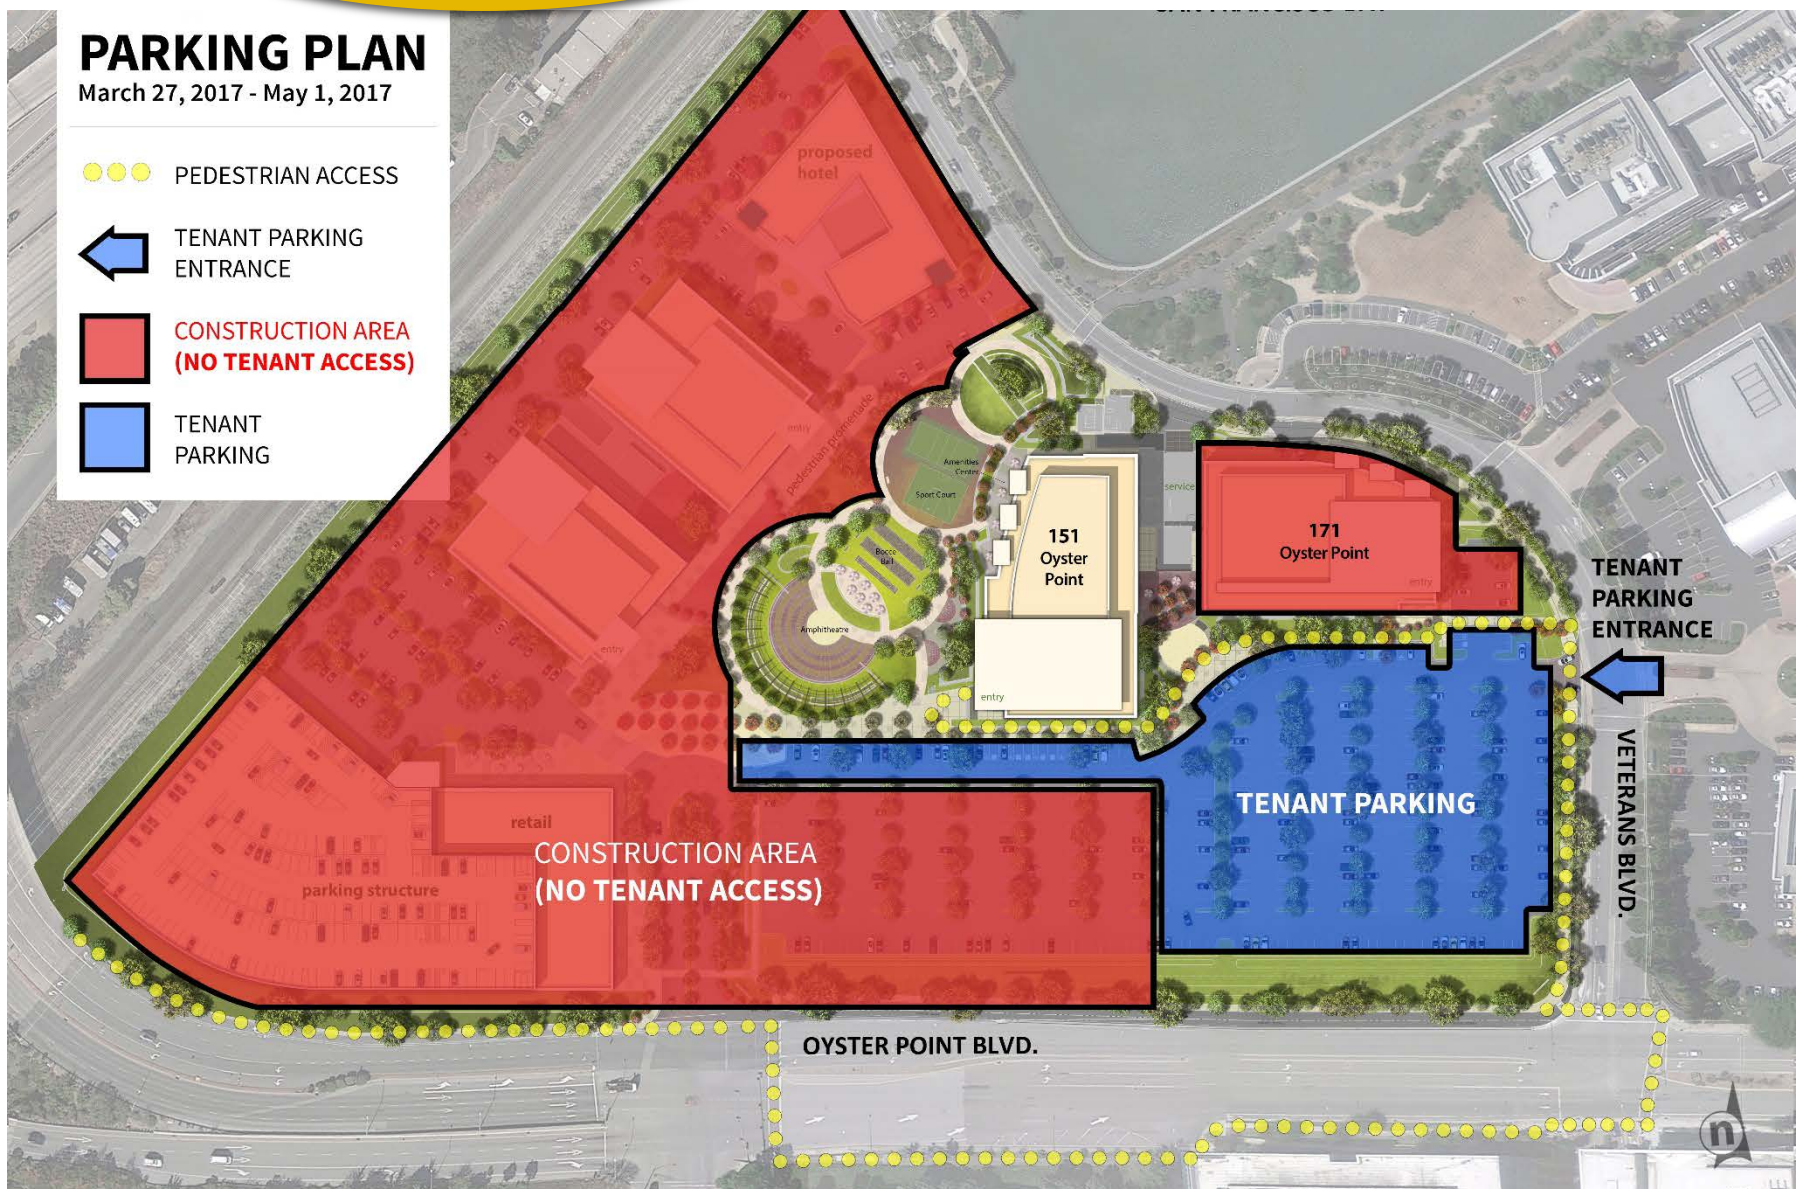 PARKING PLAN
March 27, 2017 - May 1, 2017
PEDESTRIAN ACCESS
TENANT PARKING
ENTRANCE
CONSTRUCTION AREA
(NO TENANT ACCESS)
TENANT
PARKING
proposed
hotel
entry
pedestrian promenade
Amenities
Center
Sport Court
service
151
Oyster
Point
171
Oyster Point
entry
Bocce
Ball
Amphitheatre
entry
entry
TENANT
PARKING
ENTRANCE
VETERANS BLVD.
TENANT PARKING
retail
parking structure
CONSTRUCTION AREA
(NO TENANT ACCESS)
OYSTER POINT BLVD.
n